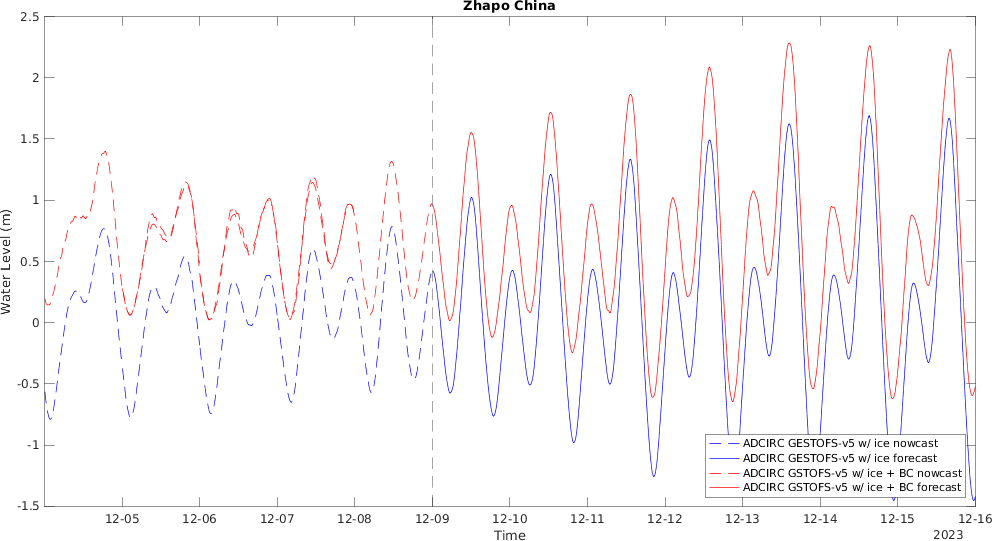 Zhapo China
2.5
2
1.5
1
0.5
0
-0.5
-1
-1.5
Water Level (m)
ADCIRC GESTOFS-v5 w/ ice nowcast
ADCIRC GESTOFS-v5 w/ ice forecast
ADCIRC GSTOFS-v5 w/ ice + BC nowcast
ADCIRC GSTOFS-v5 w/ ice + BC forecast
12-05 12-06 12-07 12-08 12-09 12-10 12-11 12-12 12-13 12-14 12-15 12-16
Time
2023